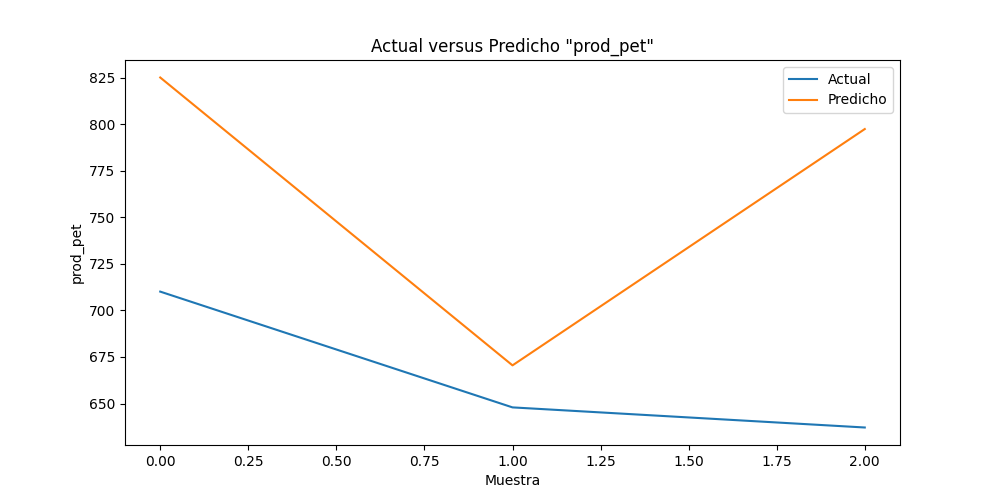 Actual versus Predicho "prod_pet"
Actual
Predicho
825
800
775
750
725
700
675
650
prod_pet
0.00 0.25 0.50 0.75 1.00 1.25 1.50 1.75 2.00
Muestra